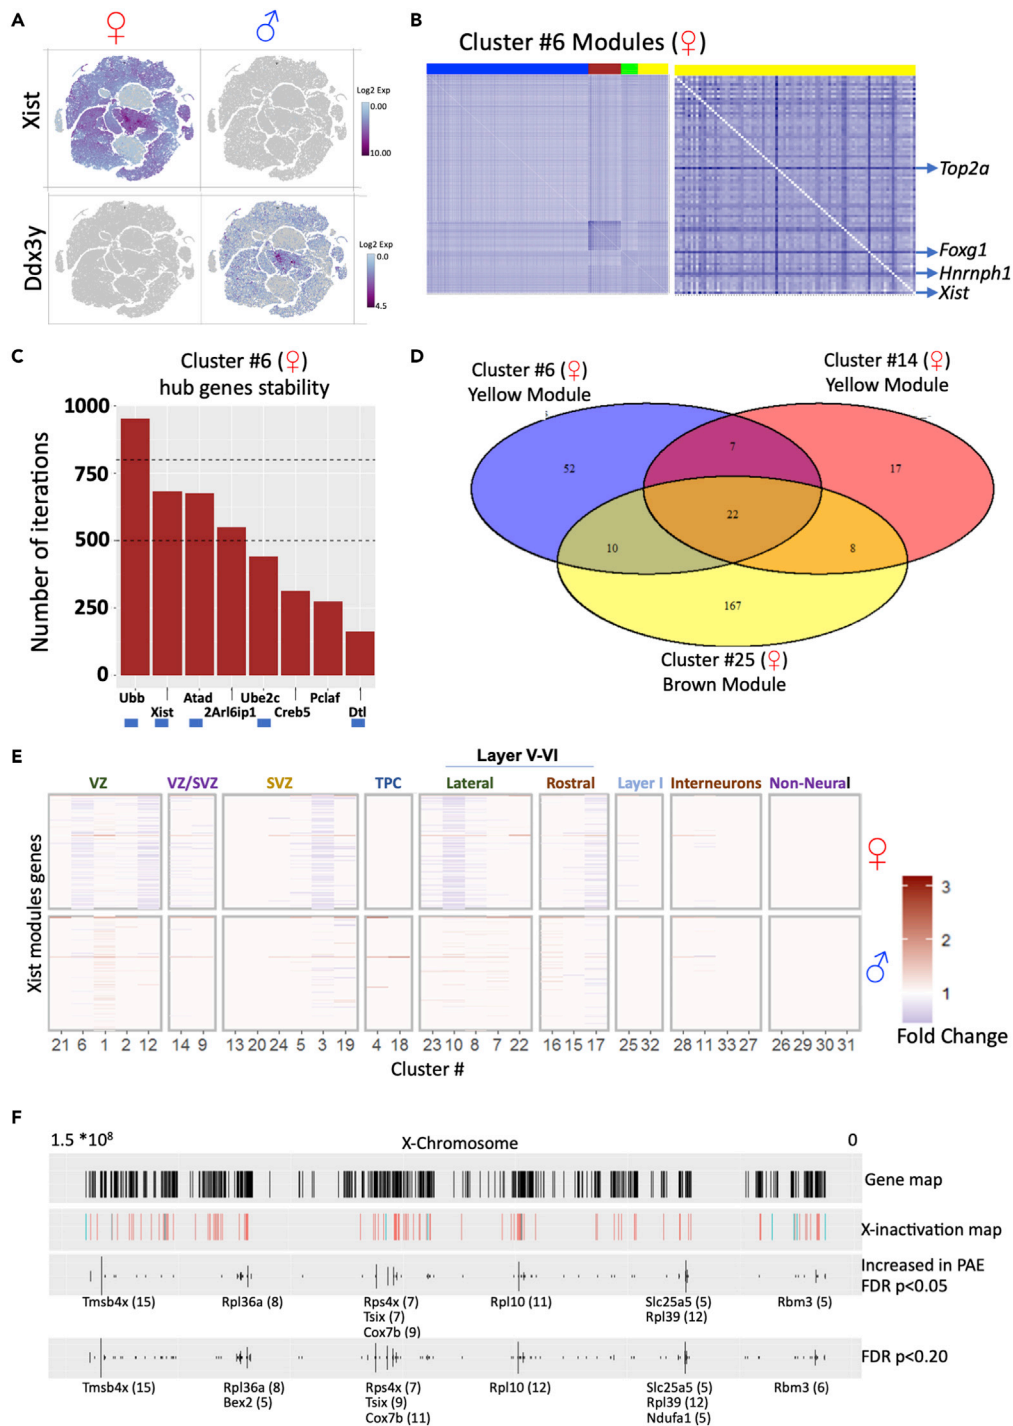 A
♀
♂
Xist
Ddx3y
Log2 Exp
0.00
10.00
Log2 Exp
0.0
4.5
B
Cluster #6 Modules (♀)
Top2a
Foxg1
Hnrnph1
Xist
C
Cluster #6 (♀)
hub genes stability
Number of iterations
1000
750
500
250
0
Ubb Atad Ube2c Pclaf
Xist 2Arl6ip1 Creb5 Dtl
D
Cluster #6 (♀)
Yellow Module
Cluster #14 (♀)
Yellow Module
52
7
17
22
10
8
167
Cluster #25 (♀)
Brown Module
E
Layer V-VI
VZ VZ/SVZ SVZ TPC Lateral Rostral Layer I Interneurons Non-Neural
Xist modules genes
♀
♂
3
2
1
Fold Change
21 6 1 2 12 14 9 13 20 24 5 3 19 4 18 23 10 8 7 22 16 15 17 25 32 28 11 33 27 26 29 30 31
Cluster #
F
1.5 *10⁸ X-Chromosome 0
Gene map
X-inactivation map
Increased in PAE
FDR p<0.05
Tmsb4x (15) Rpl36a (8) Rps4x (7) Rpl10 (11) Slc25a5 (5) Rbm3 (5)
Tsix (7) Rpl39 (12)
Cox7b (9)
FDR p<0.20
Tmsb4x (15) Rpl36a (8) Rps4x (7) Rpl10 (12) Slc25a5 (5) Rbm3 (6)
Bex2 (5) Tsix (9) Rpl39 (12)
Cox7b (11) Ndufa1 (5)